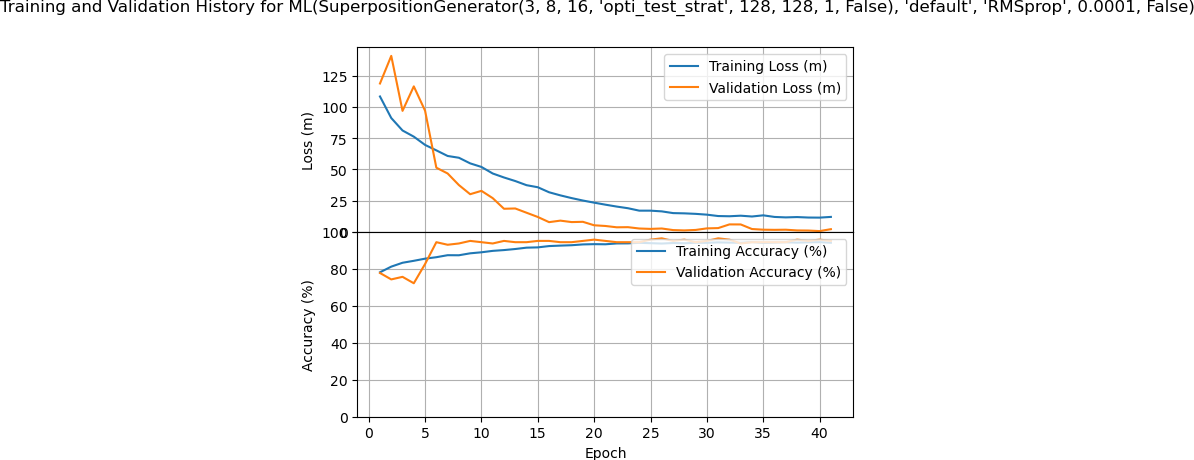 Training and Validation History for ML(SuperpositionGenerator(3, 8, 16, 'opti_test_strat', 128, 128, 1, False), 'default', 'RMSprop', 0.0001, False)
Training Loss (m)
Validation Loss (m)
Loss (m)
125
100
75
50
25
0
Training Accuracy (%)
Validation Accuracy (%)
Accuracy (%)
100
80
60
40
20
0
0 5 10 15 20 25 30 35 40
Epoch